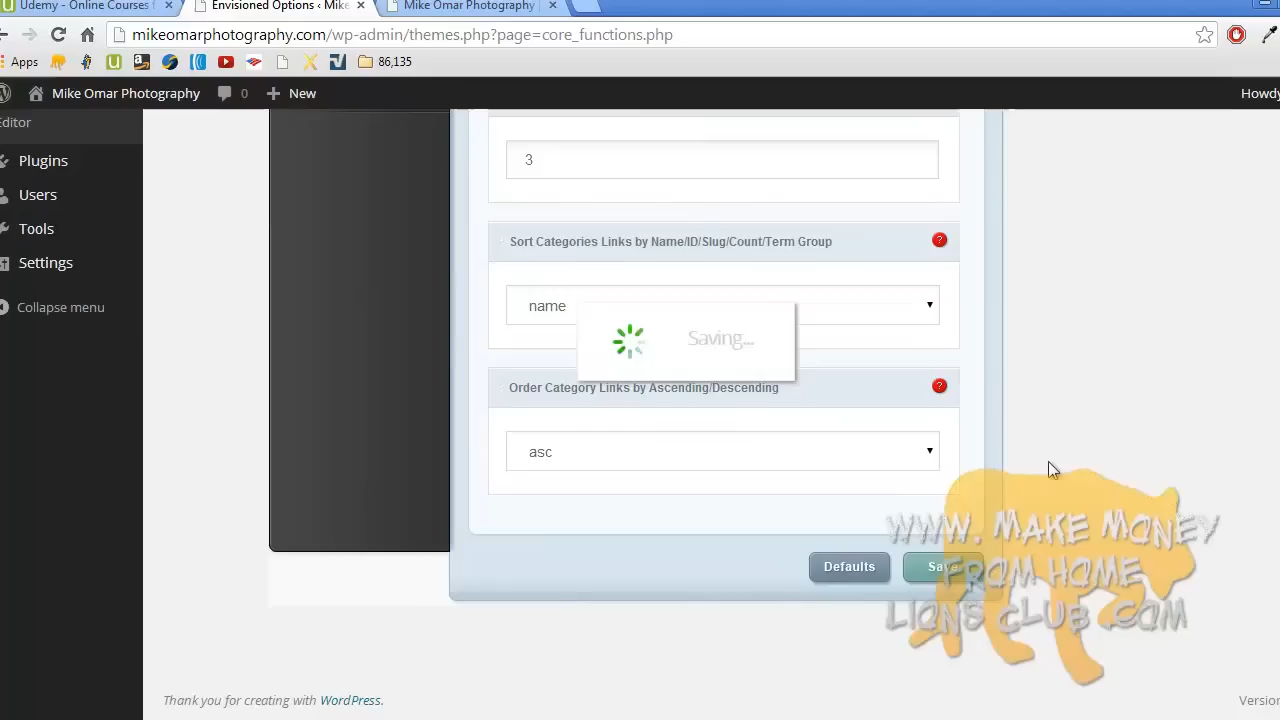 Udemy - Online Courses
Envisioned Options ‹ Mike
Mike Omar Photography
mikeomarphotography.com/wp-admin/themes.php?page=core_functions.php
Apps
86,135
Mike Omar Photography
0
New
Howdy
Editor
Plugins
Users
Tools
Settings
Collapse menu
3
Sort Categories Links by Name/ID/Slug/Count/Term Group
?
name
Saving...
Order Category Links by Ascending/Descending
?
asc
Defaults
Save
WWW. MAKE MONEY
FROM HOME
LIONS CLUB .COM
Thank you for creating with WordPress.
Version